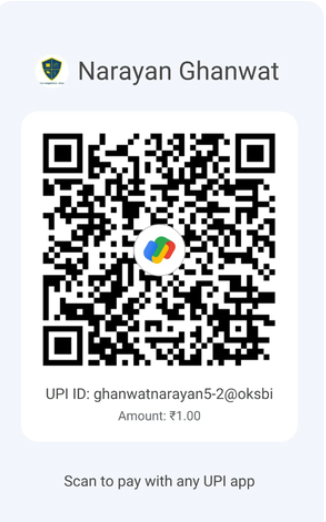 Narayan Ghanwat
UPI ID: ghanwatnarayan5-2@oksbi
Amount: ₹1.00
Scan to pay with any UPI app